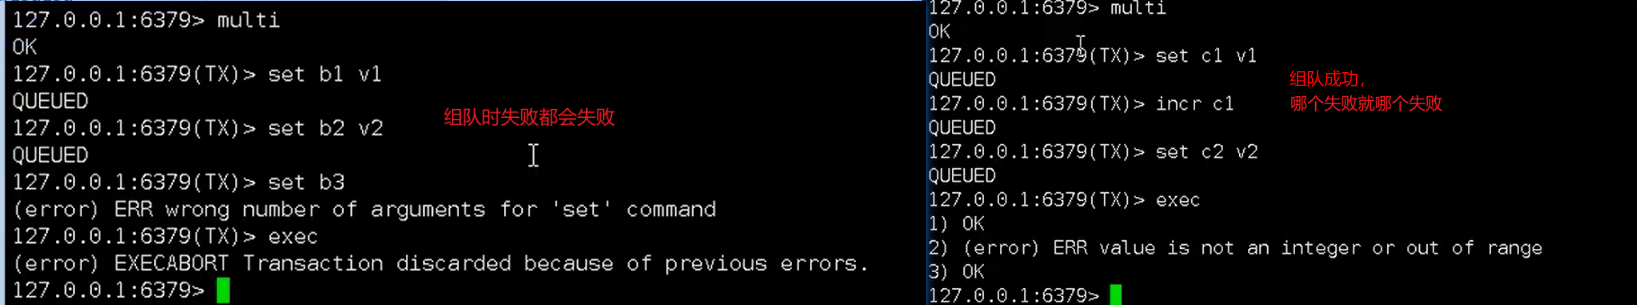 127.0.0.1:6379> multi
OK
127.0.0.1:6379(TX)> set b1 v1
QUEUED
127.0.0.1:6379(TX)> set b2 v2
QUEUED
127.0.0.1:6379(TX)> set b3
(error) ERR wrong number of arguments for 'set' command
127.0.0.1:6379(TX)> exec
(error) EXECABORT Transaction discarded because of previous errors.
127.0.0.1:6379>
组队时失败都会失败
127.0.0.1:6379> multi
OK
127.0.0.1:6379(TX)> set c1 v1
QUEUED
127.0.0.1:6379(TX)> incr c1
QUEUED
127.0.0.1:6379(TX)> set c2 v2
QUEUED
127.0.0.1:6379(TX)> exec
1) OK
2) (error) ERR value is not an integer or out of range
3) OK
127.0.0.1:6379>
组队成功，
哪个失败就哪个失败